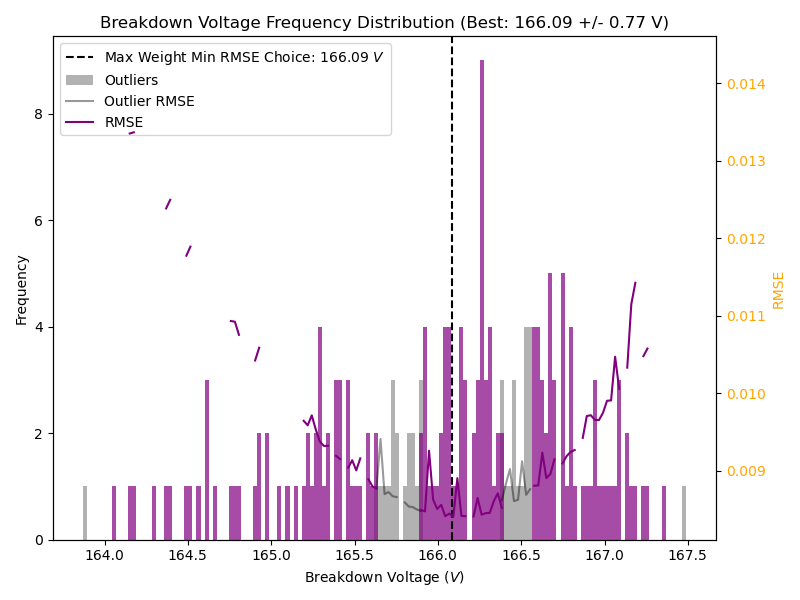 Breakdown Voltage Frequency Distribution (Best: 166.09 +/- 0.77 V)
Max Weight Min RMSE Choice: 166.09 V
Outliers
Outlier RMSE
RMSE
Frequency
0
2
4
6
8
0.014
0.013
0.012
0.011
0.010
0.009
RMSE
164.0 164.5 165.0 165.5 166.0 166.5 167.0 167.5
Breakdown Voltage (V)